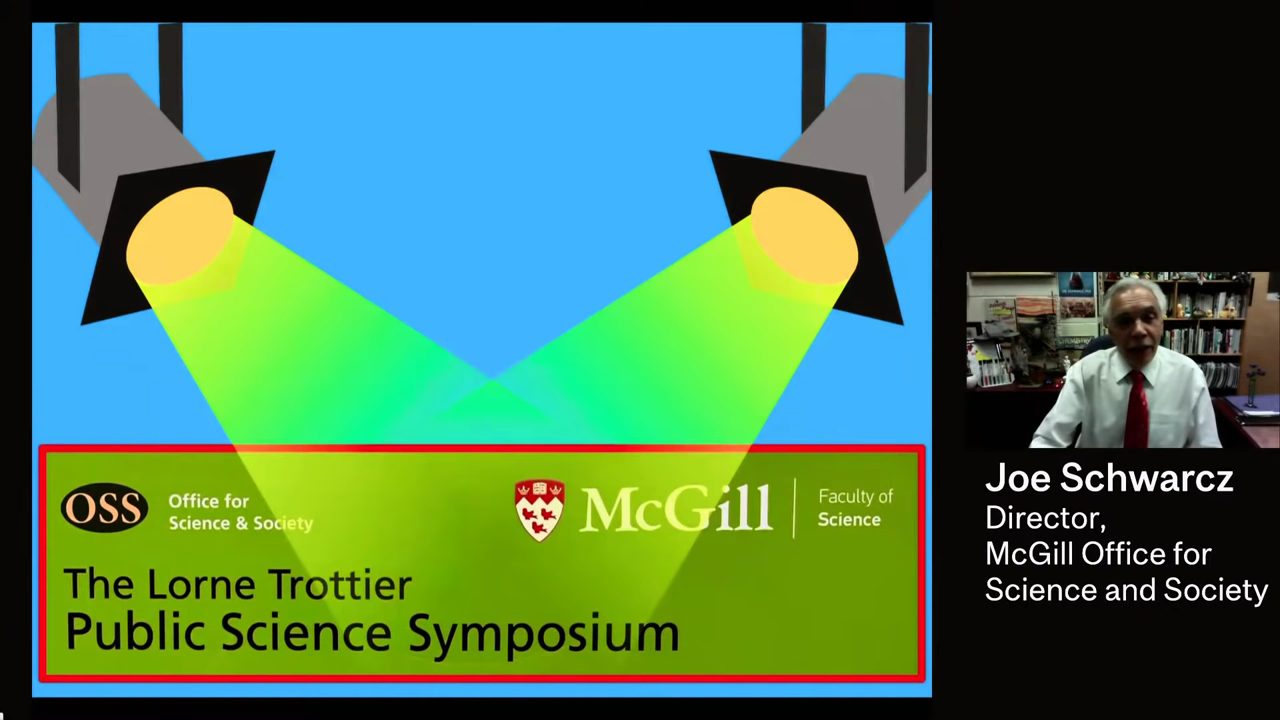 OSS
Office for
Science & Society
McGill
Faculty of
Science
The Lorne Trottier
Public Science Symposium
Joe Schwarcz
Director,
McGill Office for
Science and Society